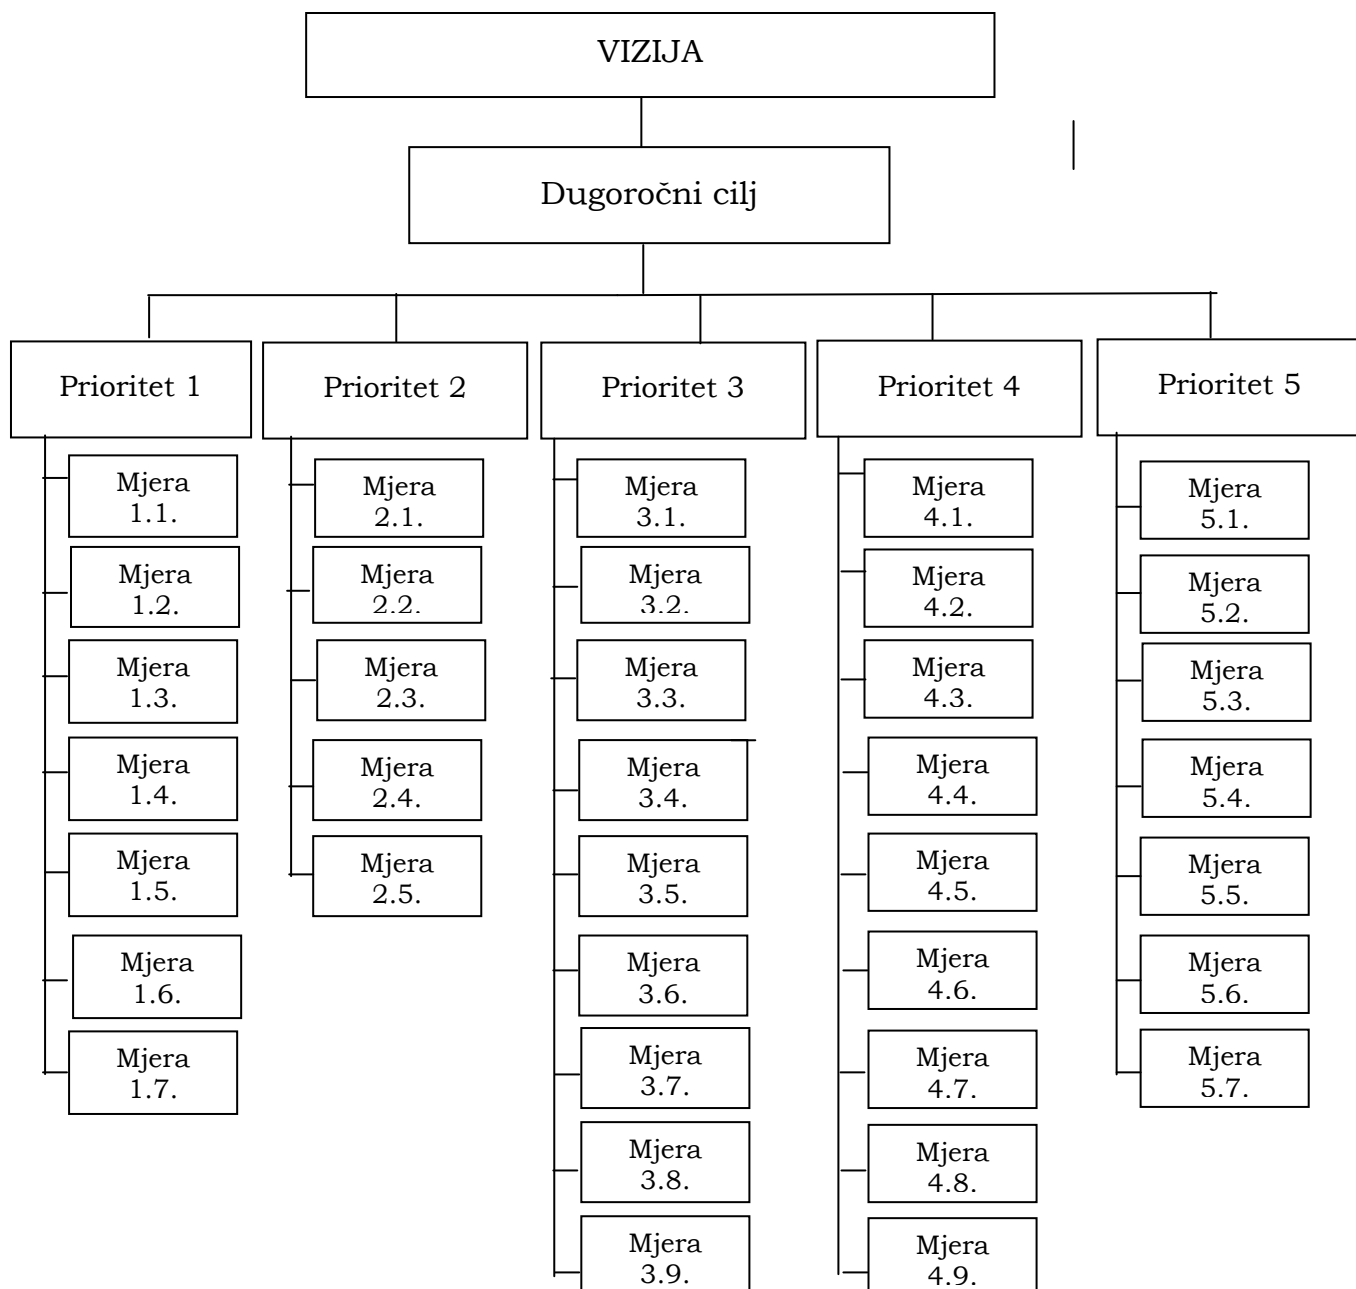 VIZIJA
Dugoročni cilj
Prioritet 1
Prioritet 2
Prioritet 3
Prioritet 4
Prioritet 5
Mjera
1.1.
Mjera
1.2.
Mjera
1.3.
Mjera
1.4.
Mjera
1.5.
Mjera
1.6.
Mjera
1.7.
Mjera
2.1.
Mjera
2.2.
Mjera
2.3.
Mjera
2.4.
Mjera
2.5.
Mjera
3.1.
Mjera
3.2.
Mjera
3.3.
Mjera
3.4.
Mjera
3.5.
Mjera
3.6.
Mjera
3.7.
Mjera
3.8.
Mjera
3.9.
Mjera
4.1.
Mjera
4.2.
Mjera
4.3.
Mjera
4.4.
Mjera
4.5.
Mjera
4.6.
Mjera
4.7.
Mjera
4.8.
Mjera
4.9.
Mjera
5.1.
Mjera
5.2.
Mjera
5.3.
Mjera
5.4.
Mjera
5.5.
Mjera
5.6.
Mjera
5.7.